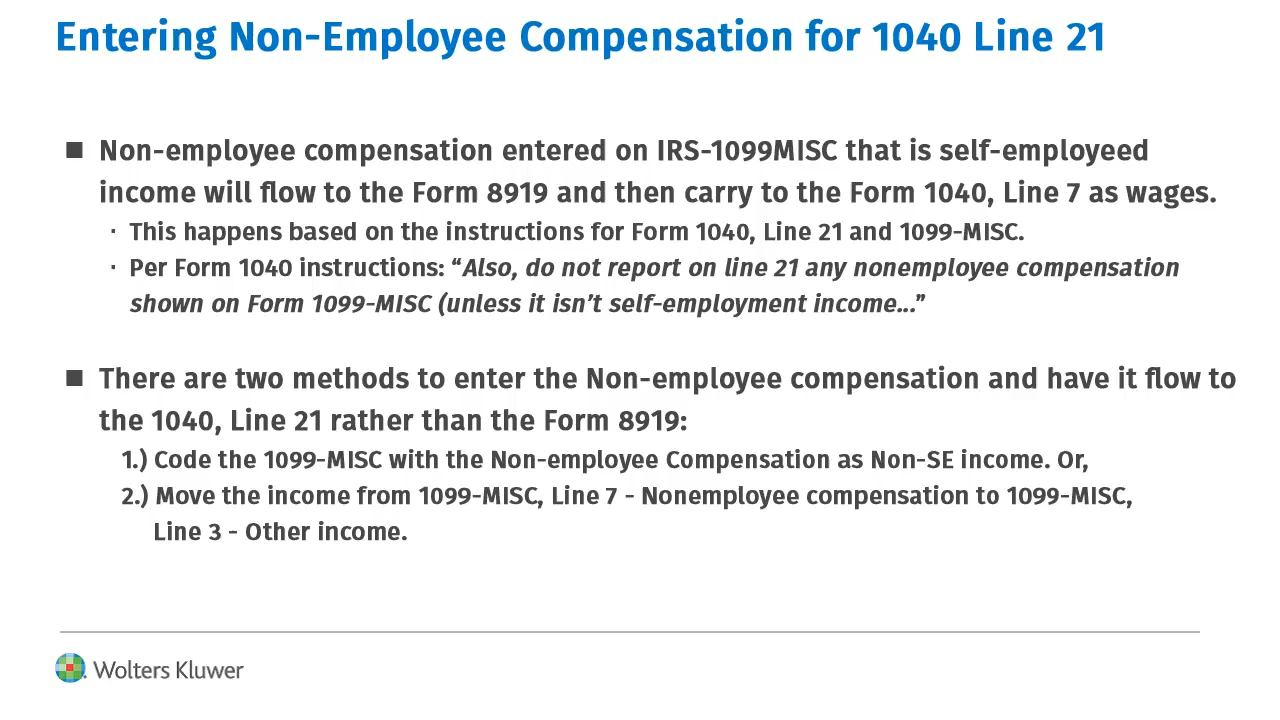 Entering Non-Employee Compensation for 1040 Line 21
■ Non-employee compensation entered on IRS-1099MISC that is self-employeed
income will flow to the Form 8919 and then carry to the Form 1040, Line 7 as wages.
· This happens based on the instructions for Form 1040, Line 21 and 1099-MISC.
· Per Form 1040 instructions: “Also, do not report on line 21 any nonemployee compensation
shown on Form 1099-MISC (unless it isn’t self-employment income...”
■ There are two methods to enter the Non-employee compensation and have it flow to
the 1040, Line 21 rather than the Form 8919:
1.) Code the 1099-MISC with the Non-employee Compensation as Non-SE income. Or,
2.) Move the income from 1099-MISC, Line 7 - Nonemployee compensation to 1099-MISC,
Line 3 - Other income.
Wolters Kluwer